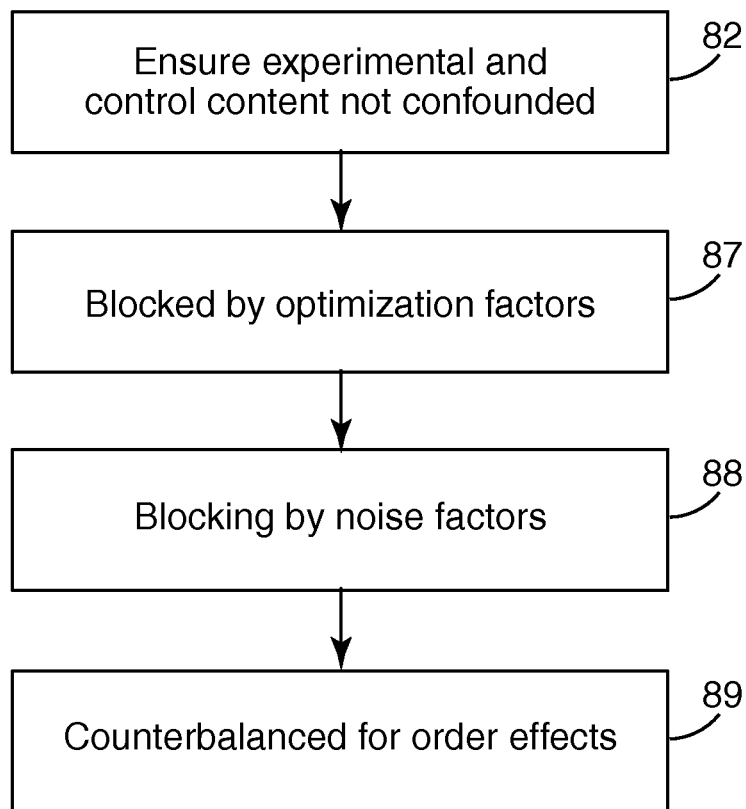 82
Ensure experimental and
control content not confounded
87
Blocked by optimization factors
88
Blocking by noise factors
89
Counterbalanced for order effects